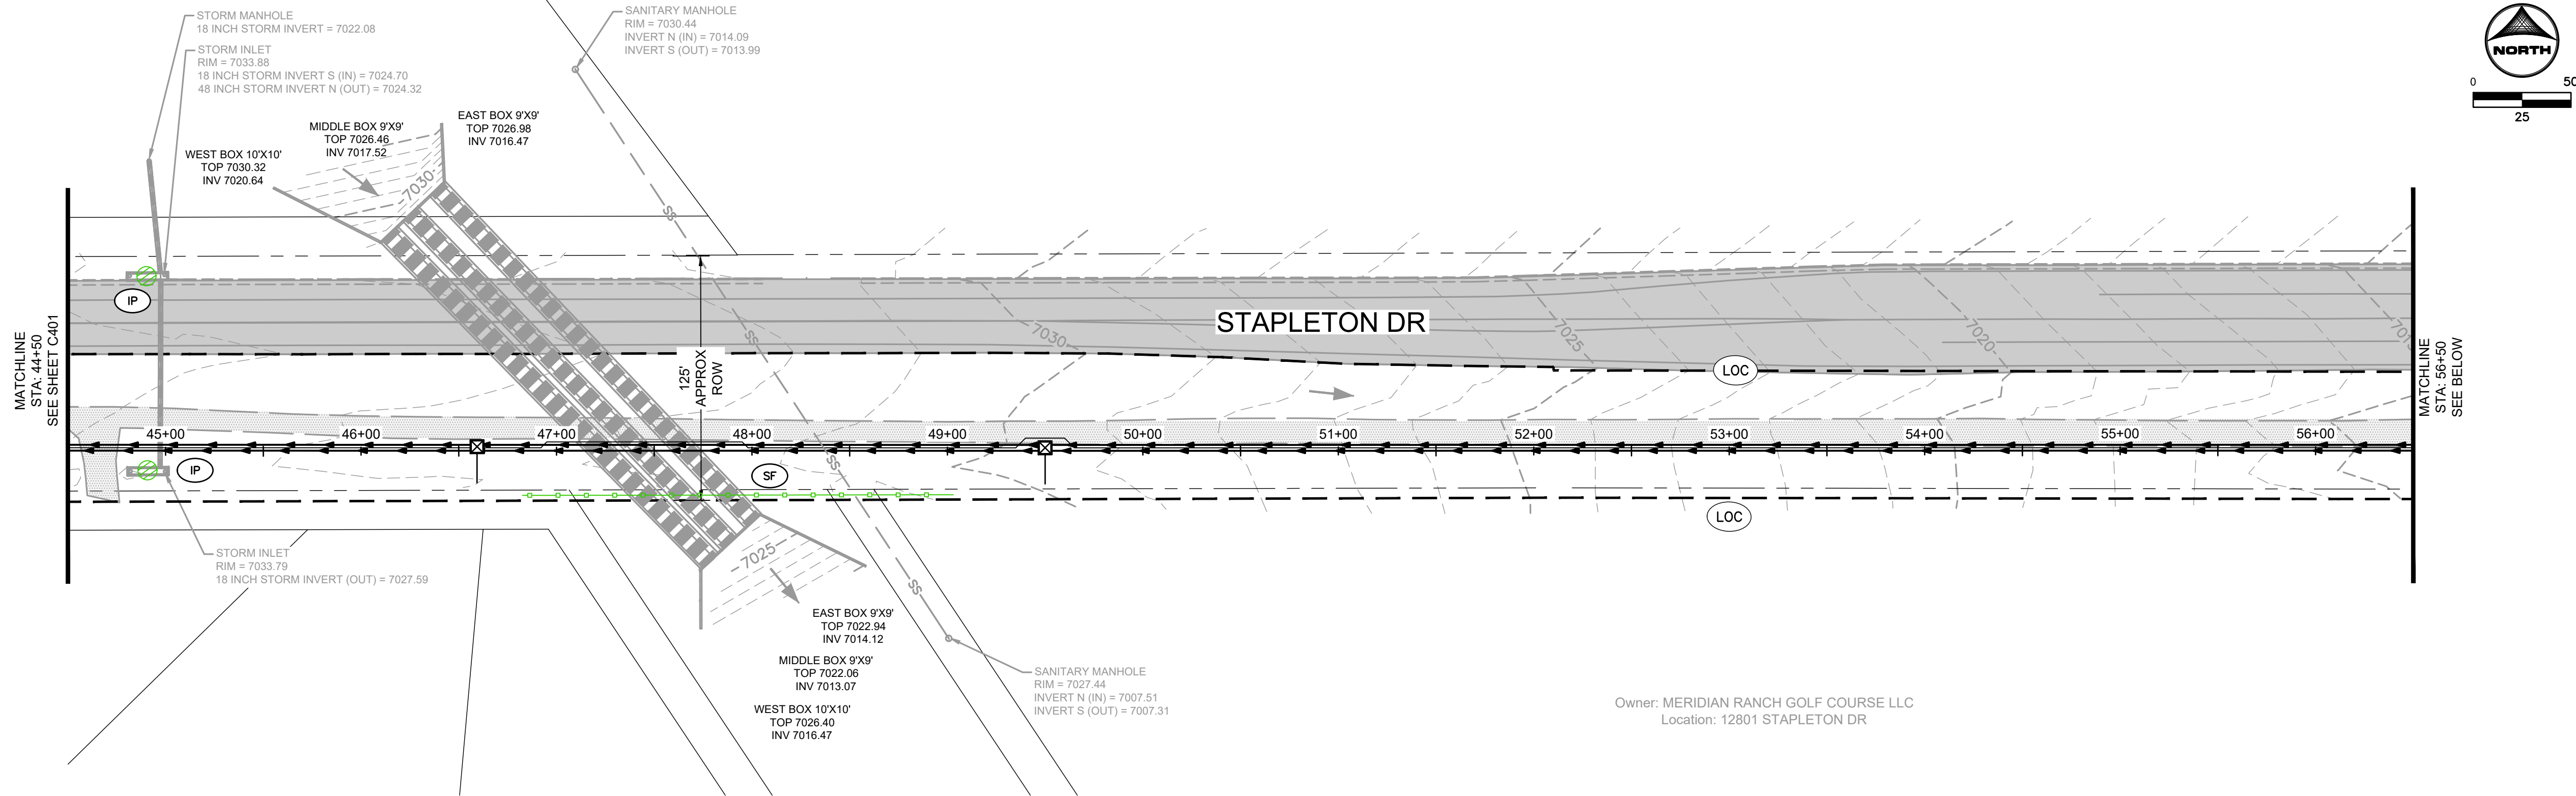 STORM MANHOLE
18 INCH STORM INVERT = 7022.08
STORM INLET
RIM = 7033.88
18 INCH STORM INVERT S (IN) = 7024.70
48 INCH STORM INVERT N (OUT) = 7024.32
SANITARY MANHOLE
RIM = 7030.44
INVERT N (IN) = 7014.09
INVERT S (OUT) = 7013.99
NORTH
0
50
25
WEST BOX 10'X10'
TOP 7030.32
INV 7020.64
MIDDLE BOX 9'X9'
TOP 7026.46
INV 7017.52
EAST BOX 9'X9'
TOP 7026.98
INV 7016.47
7030
SS
IP
MATCHLINE
STA: 44+50
SEE SHEET C401
SS
125'
APPROX
ROW
7030
STAPLETON DR
7025
LOC
7020
MATCHLINE
STA: 56+50
SEE BELOW
45+00
46+00
47+00
48+00
49+00
50+00
51+00
52+00
53+00
54+00
55+00
56+00
IP
SF
SS
LOC
7025
SS
STORM INLET
RIM = 7033.79
18 INCH STORM INVERT (OUT) = 7027.59
EAST BOX 9'X9'
TOP 7022.94
INV 7014.12
MIDDLE BOX 9'X9'
TOP 7022.06
INV 7013.07
WEST BOX 10'X10'
TOP 7026.40
INV 7016.47
SANITARY MANHOLE
RIM = 7027.44
INVERT N (IN) = 7007.51
INVERT S (OUT) = 7007.31
Owner: MERIDIAN RANCH GOLF COURSE LLC
Location: 12801 STAPLETON DR